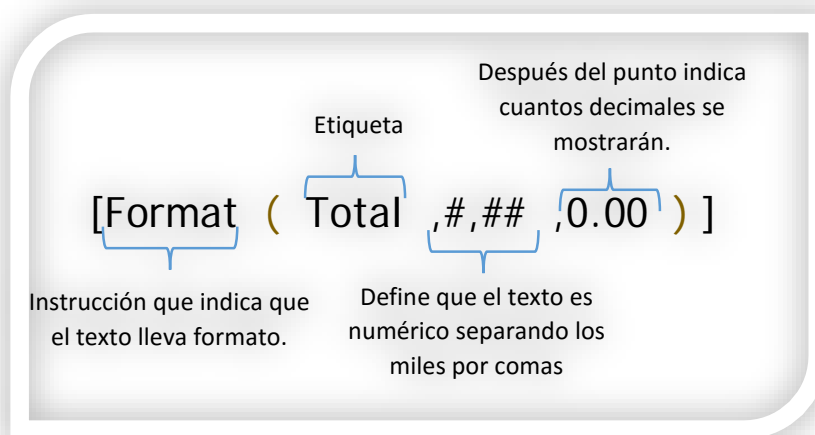 Después del punto indica
cuantos decimales se
mostrarán.
Etiqueta
[Format ( Total ,#,## ,0.00 ) ]
Instrucción que indica que
el texto lleva formato.
Define que el texto es
numérico separando los
miles por comas